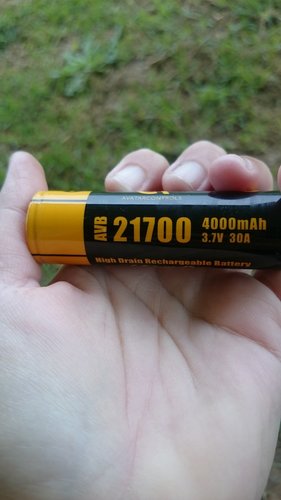 AVATARCONTROLS
AVB 21700 4000mAh
3.7V 30A
High Drain Rechargeable Battery